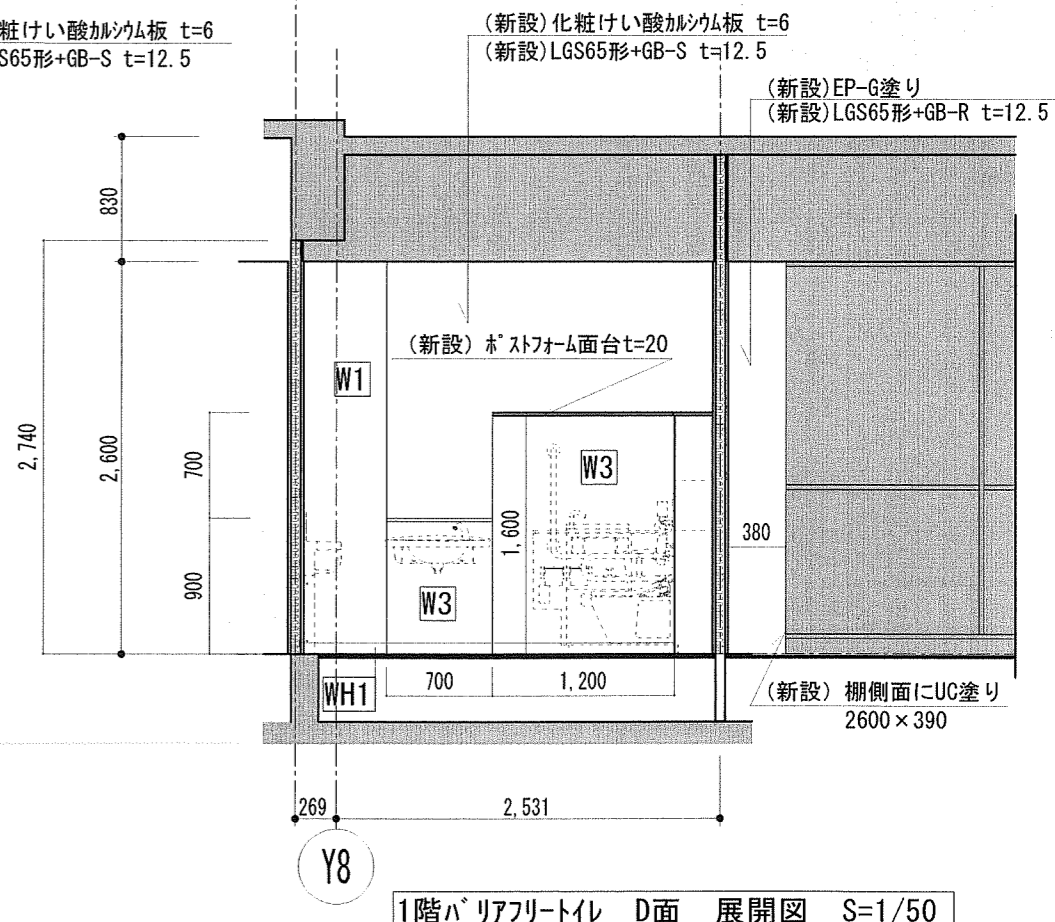 粧けい酸ｶﾙｼｳﾑ板 t=6
S65形+GB-S t=12.5
(新設)化粧けい酸ｶﾙｼｳﾑ板 t=6
(新設)LGS65形+GB-S t=12.5
(新設)EP-G塗り
(新設)LGS65形+GB-R t=12.5
830
(新設) ﾎﾟｽﾄﾌｫｰﾑ面台t=20
W1
2,740
2,600
700
W3
1,600
380
900
W3
WH1
700
1,200
(新設) 棚側面にUC塗り
2600×390
269
2,531
Y8
1階ﾊﾞﾘｱﾌﾘｰﾄｲﾚ D面 展開図 S=1/50